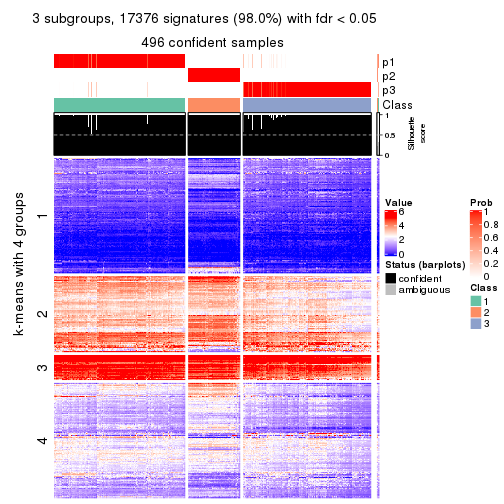 3 subgroups, 17376 signatures (98.0%) with fdr < 0.05
496 confident samples
p1
p2
p3
Class
1
0.5
0
Silhouette
score
k-means with 4 groups
1
2
3
4
Value
6
4
2
0
Status (barplots)
confident
ambiguous
Prob
1
0.8
0.6
0.4
0.2
0
Class
1
2
3